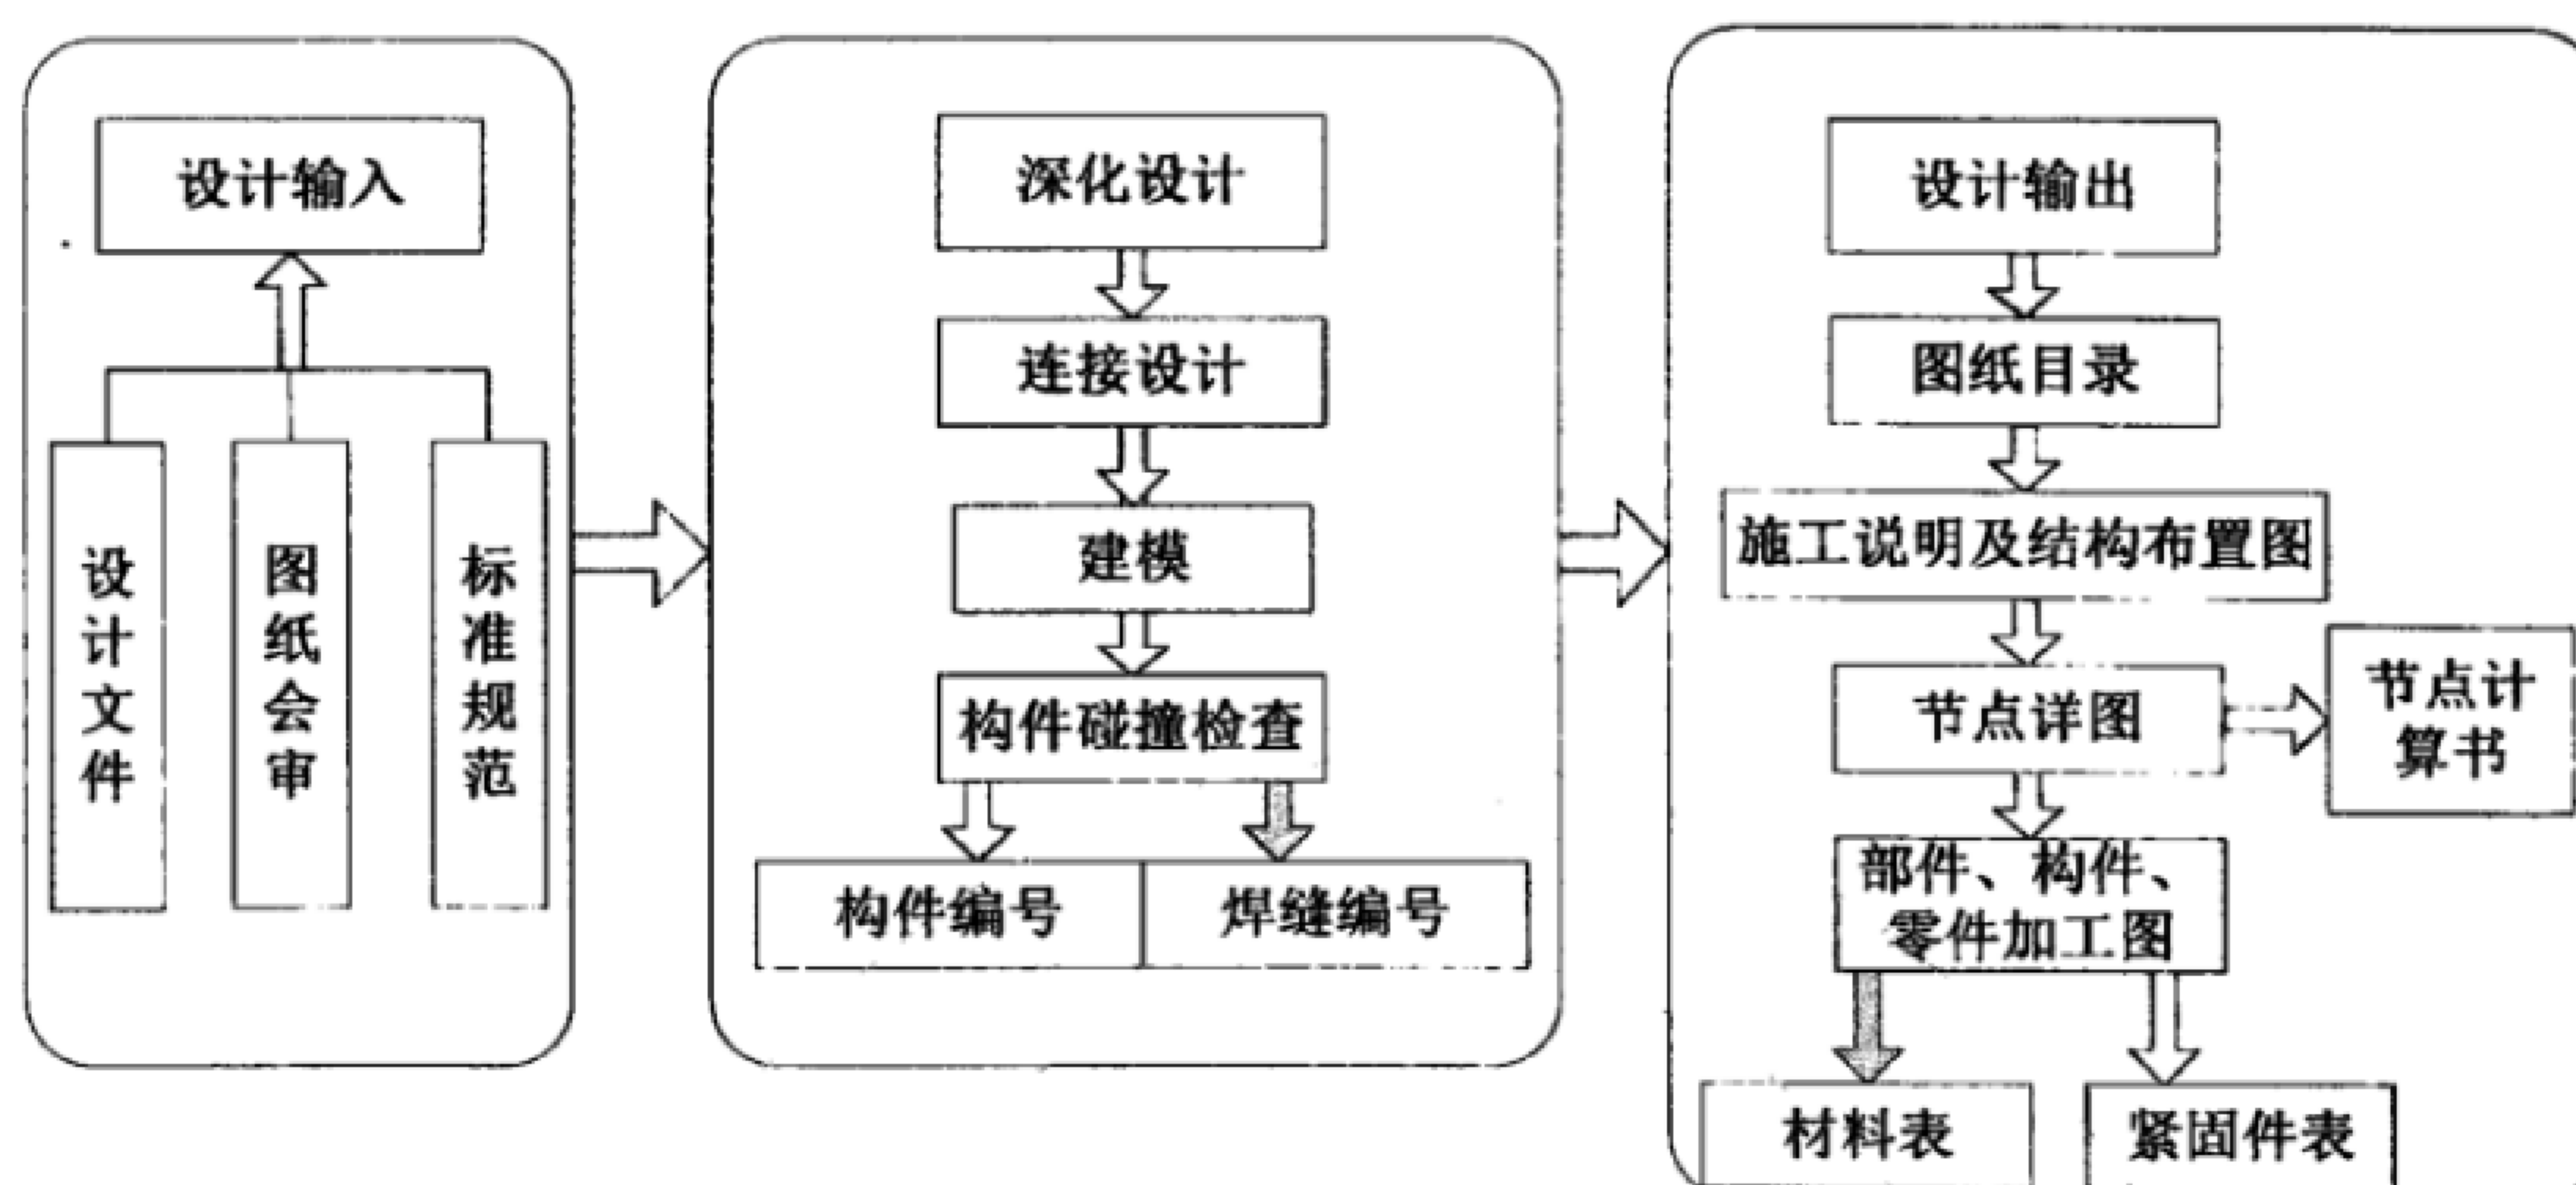 设计输入
设计文件
图纸会审
标准规范
深化设计
连接设计
建模
构件碰撞检查
构件编号
焊缝编号
设计输出
图纸目录
施工说明及结构布置图
节点详图
节点计
算书
部件、构件、
零件加工图
材料表
紧固件表